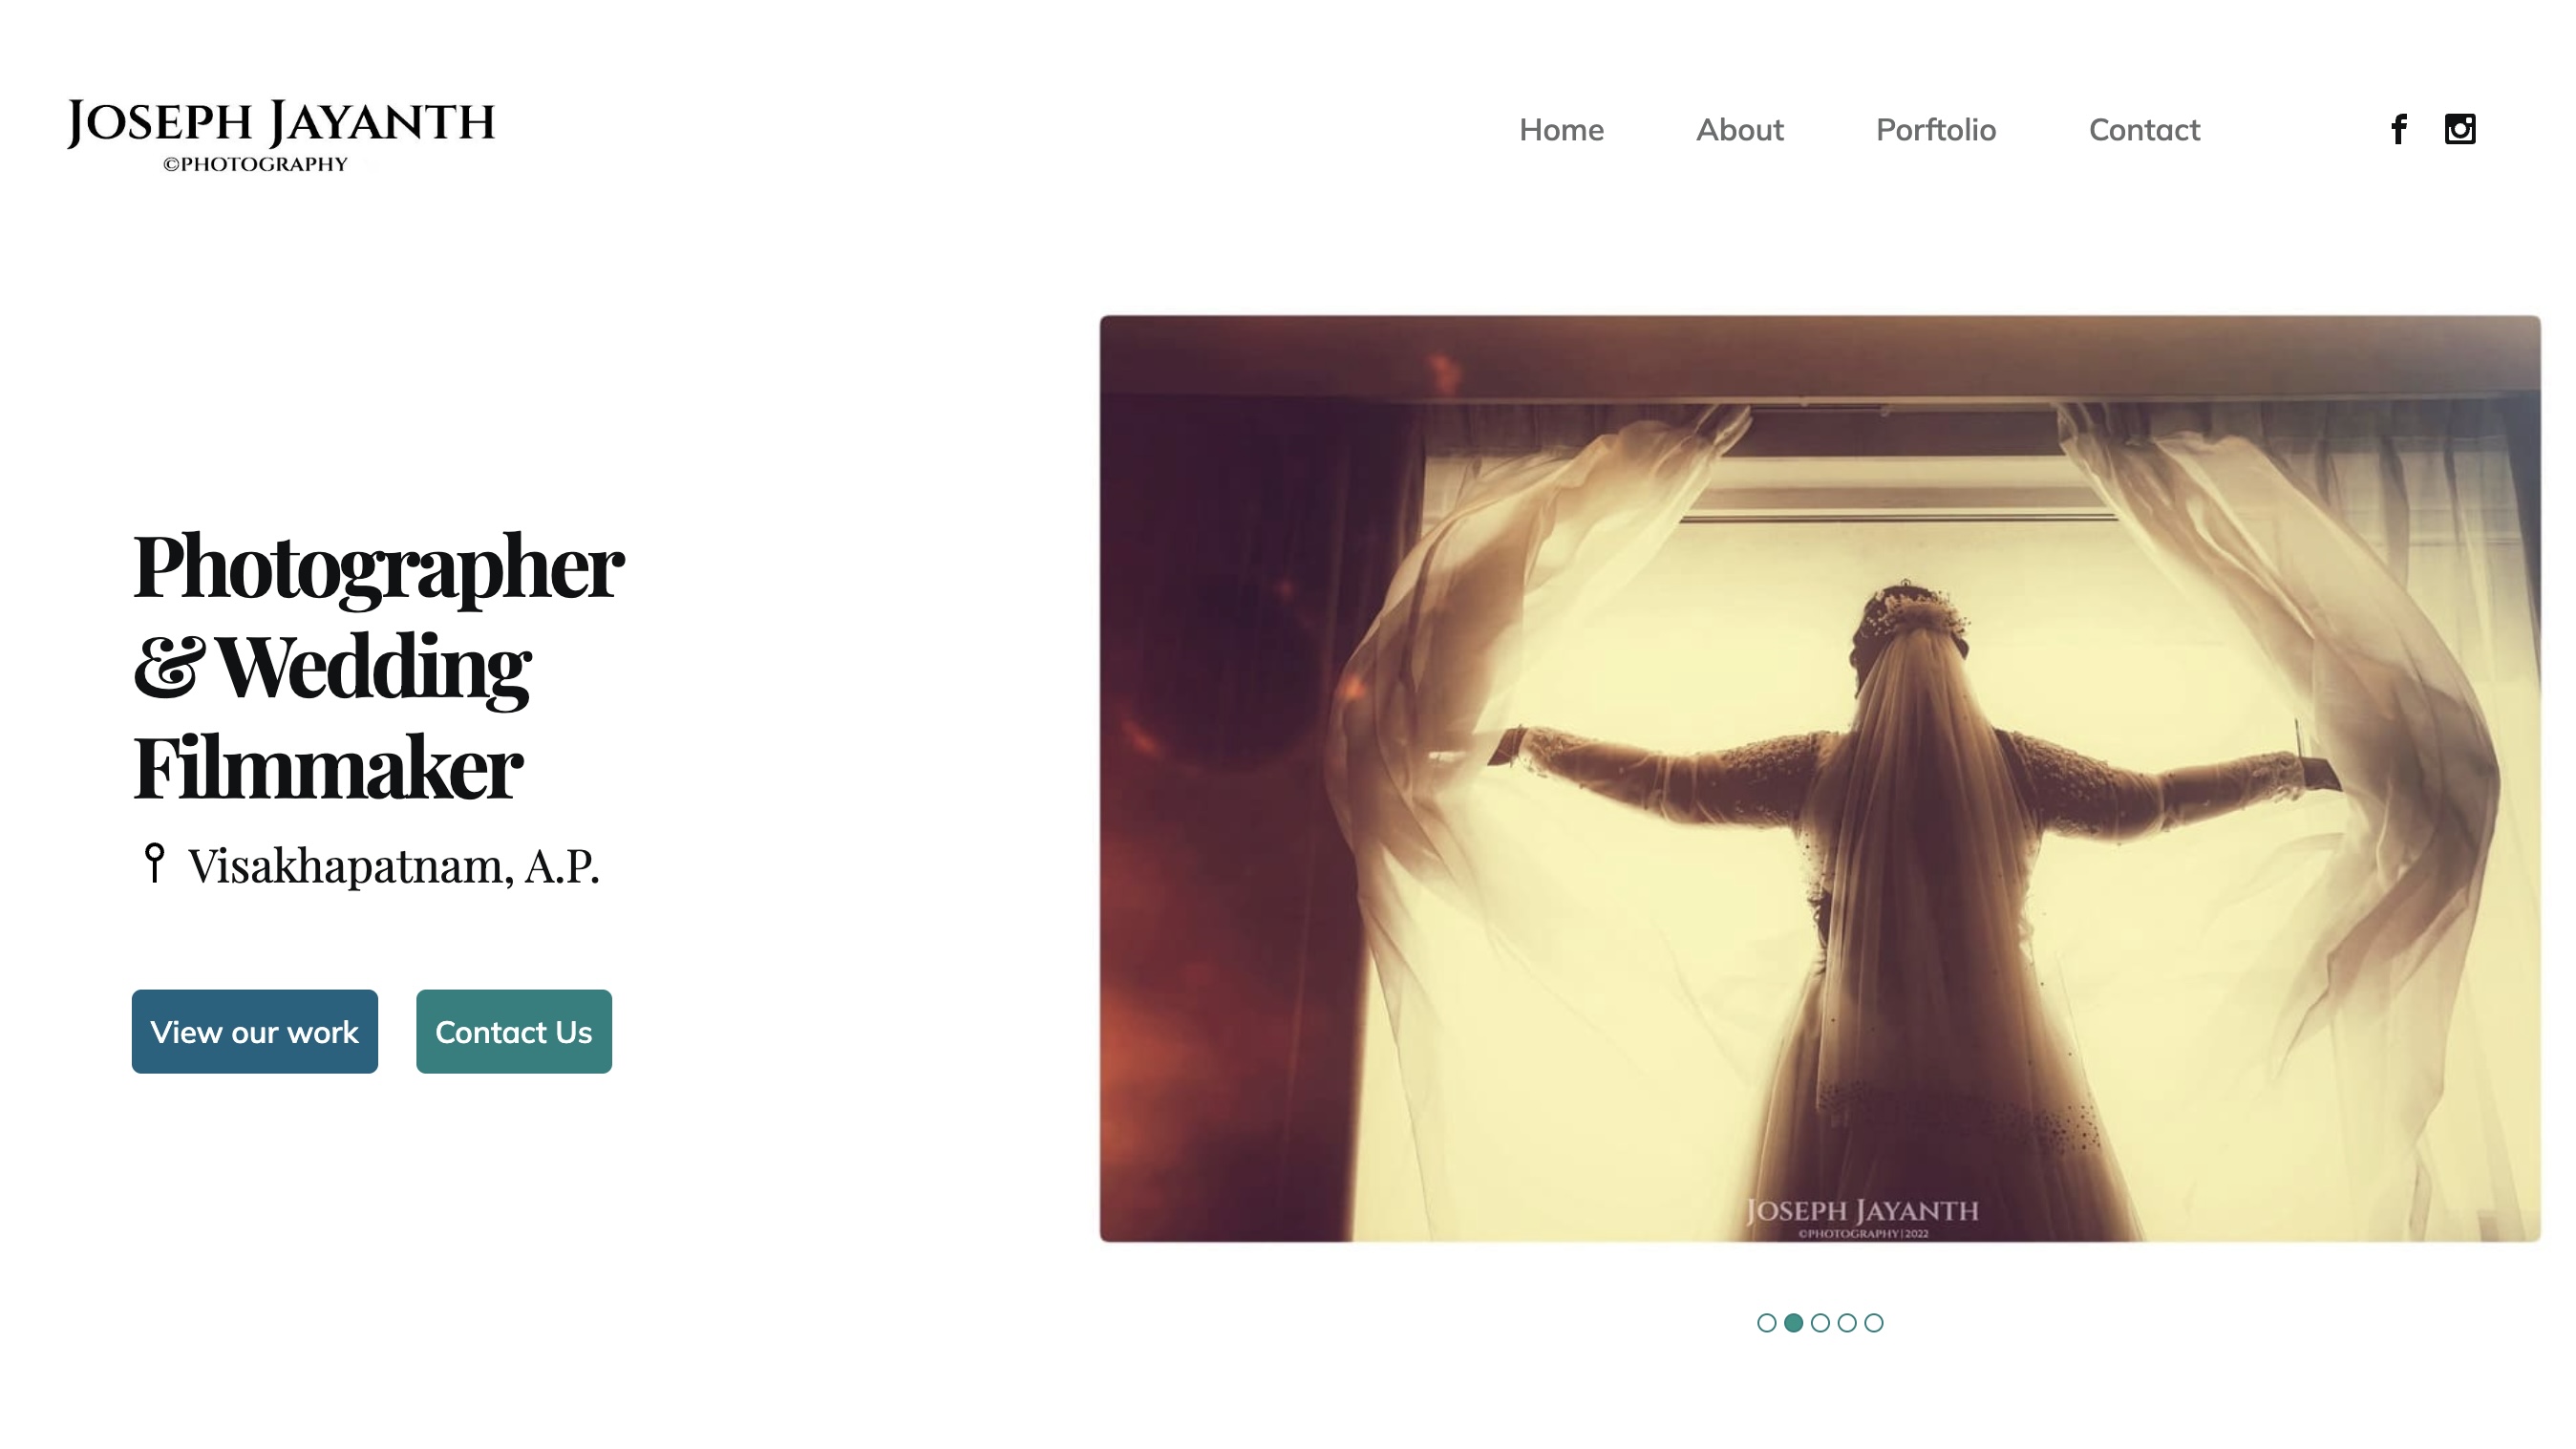 JOSEPH JAYANTH
©PHOTOGRAPHY
Home About Porftolio Contact
Photographer
& Wedding
Filmmaker
Visakhapatnam, A.P.
View our work Contact Us
JOSEPH JAYANTH
©PHOTOGRAPHY|2022